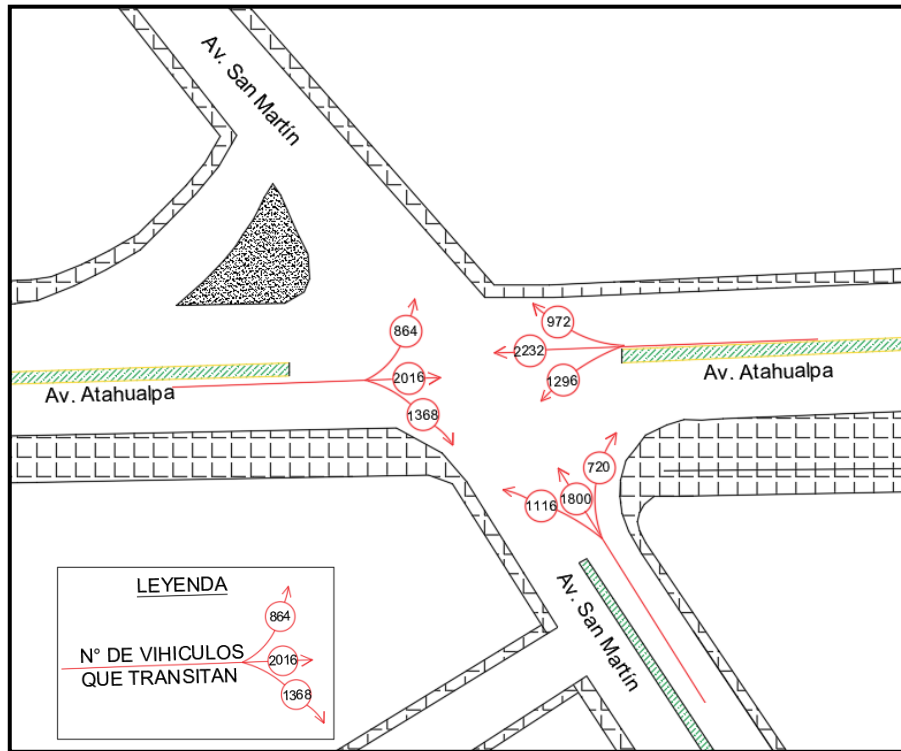 Av. San Martín
864
2016
1368
Av. Atahualpa
972
2232
1296
Av. Atahualpa
720
1800
1116
Av. San Martín
LEYENDA
864
N° DE VIHICULOS
QUE TRANSITAN
2016
1368